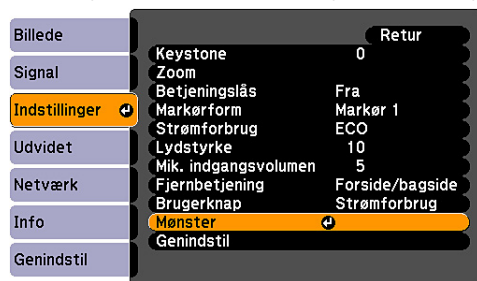 Billede
Signal
Indstillinger
Udvidet
Netværk
Info
Genindstil
Retur
Keystone 0
Zoom
Betjeningslås Fra
Markørform Markør 1
Strømforbrug ECO
Lydstyrke 10
Mik. indgangsvolumen 5
Fjernbetjening Forside/bagside
Brugerknap Strømforbrug
Mønster
Genindstil